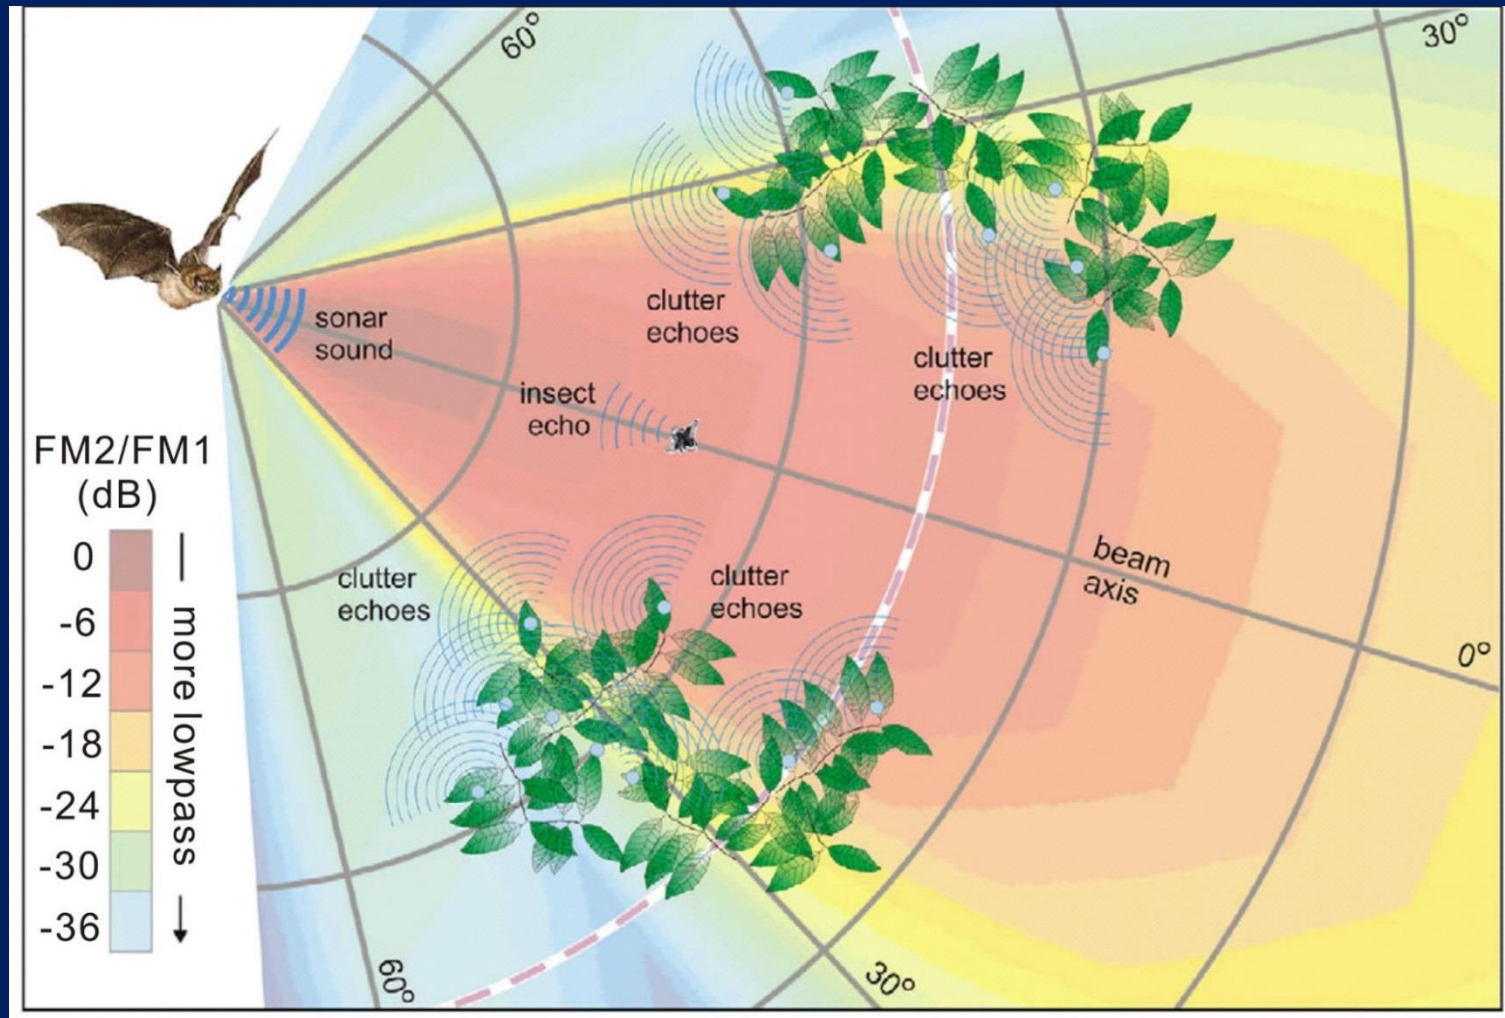 60°
30°
sonar
sound
clutter
echoes
clutter
echoes
insect
echo
FM2/FM1
(dB)
0
-6
-12
-18
-24
-30
-36
more lowpass
clutter
echoes
clutter
echoes
beam
axis
0°
60°
30°